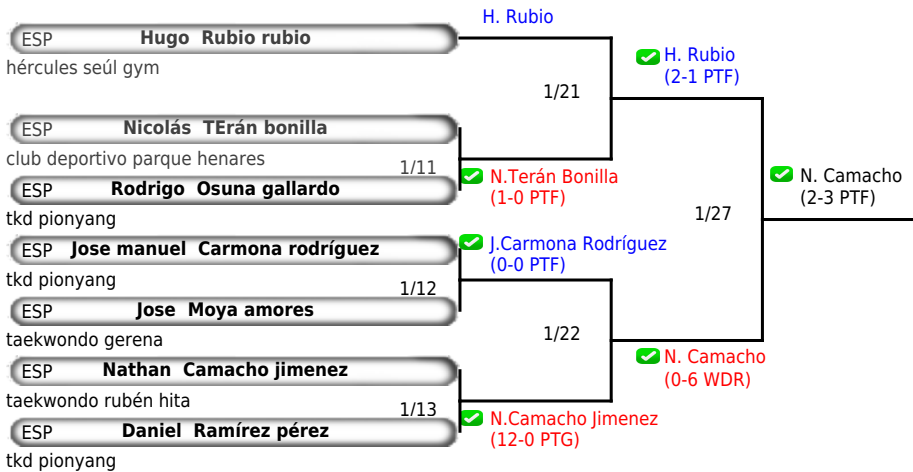 H. Rubio
ESP Hugo Rubio rubio
hércules seúl gym
H. Rubio
(2-1 PTF)
1/21
ESP Nicolás TErán bonilla
club deportivo parque henares
1/11
ESP Rodrigo Osuna gallardo
tkd pionyang
N.Terán Bonilla
(1-0 PTF)
N. Camacho
(2-3 PTF)
1/27
ESP Jose manuel Carmona rodríguez
tkd pionyang
J.Carmona Rodríguez
(0-0 PTF)
1/12
ESP Jose Moya amores
taekwondo gerena
1/22
ESP Nathan Camacho jimenez
taekwondo rubén hita
N. Camacho
(0-6 WDR)
1/13
ESP Daniel Ramírez pérez
tkd pionyang
N.Camacho Jimenez
(12-0 PTG)